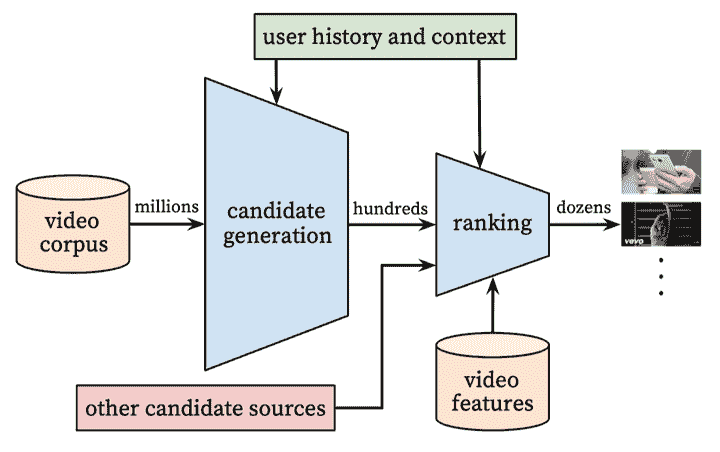 user history and context
video
corpus
millions
candidate
generation
hundreds
ranking
dozens
vevo
other candidate sources
video
features